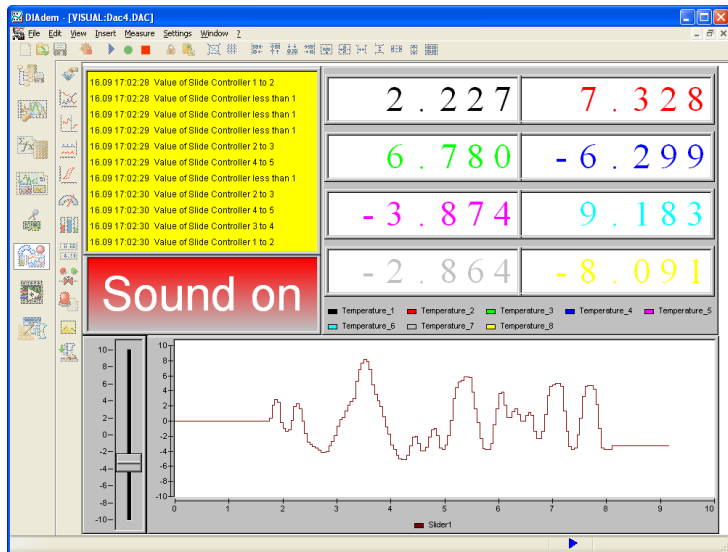 DIAdem - [VISUAL:Dac4.DAC]
File Edit View Insert Measure Settings Window ?
16.09 17:02:28 Value of Slide Controller 1 to 2
16.09 17:02:28 Value of Slide Controller less than 1
16.09 17:02:29 Value of Slide Controller less than 1
16.09 17:02:29 Value of Slide Controller less than 1
16.09 17:02:29 Value of Slide Controller 2 to 3
16.09 17:02:29 Value of Slide Controller 4 to 5
16.09 17:02:29 Value of Slide Controller less than 1
16.09 17:02:30 Value of Slide Controller 2 to 3
16.09 17:02:30 Value of Slide Controller 4 to 5
16.09 17:02:30 Value of Slide Controller 3 to 4
16.09 17:02:30 Value of Slide Controller 1 to 2
2.227 7.328
6.780 -6.299
-3.874 9.183
-2.864 -8.091
Temperature_1 Temperature_2 Temperature_3 Temperature_4 Temperature_5
Temperature_6 Temperature_7 Temperature_8
Sound on
10
8
6
4
2
0
-2
-4
-6
-8
-10
10
8
6
4
2
0
-2
-4
-6
-8
-10
0 1 2 3 4 5 6 7 8 9 10
Slider1